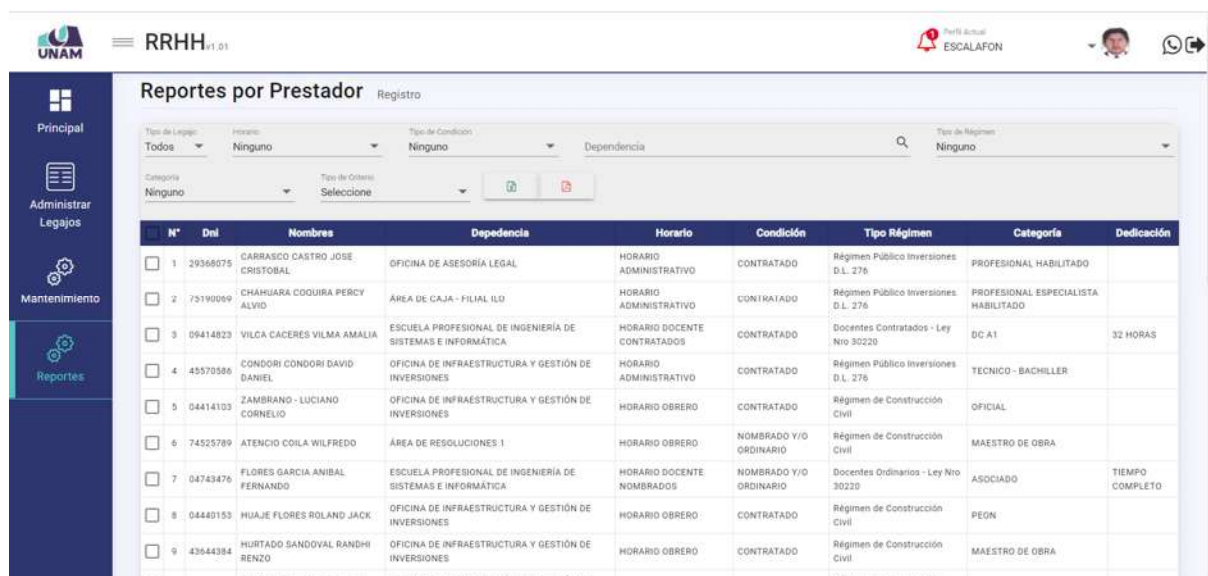 UNAM
RRHH v1.01
Perfil Actual
ESCALAFON
Principal
Administrar
Legajos
Mantenimiento
Reportes
Reportes por Prestador Registro
Tipo de Legajo Horario Tipo de Condición Tipo de Régimen
Todos Ninguno Ninguno Dependencia Ninguno
Categoría Tipo de Criterio
Ninguno Seleccione
N° Dni Nombres Depedencia Horario Condición Tipo Régimen Categoría Dedicación
1 29368075 CARRASCO CASTRO JOSE CRISTOBAL OFICINA DE ASESORÍA LEGAL HORARIO ADMINISTRATIVO CONTRATADO Régimen Público Inversiones D.L. 276 PROFESIONAL HABILITADO
2 75190069 CHAHUARA COQUIRA PERCY ALVIO ÁREA DE CAJA - FILIAL ILO HORARIO ADMINISTRATIVO CONTRATADO Régimen Público Inversiones D.L. 276 PROFESIONAL ESPECIALISTA HABILITADO
3 09414823 VILCA CACERES VILMA AMALIA ESCUELA PROFESIONAL DE INGENIERÍA DE SISTEMAS E INFORMÁTICA HORARIO DOCENTE CONTRATADOS CONTRATADO Docentes Contratados - Ley Nro 30220 DC A1 32 HORAS
4 45570586 CONDORI CONDORI DAVID DANIEL OFICINA DE INFRAESTRUCTURA Y GESTIÓN DE INVERSIONES HORARIO ADMINISTRATIVO CONTRATADO Régimen Público Inversiones D.L. 276 TECNICO - BACHILLER
5 04414103 ZAMBRANO - LUCIANO CORNELIO OFICINA DE INFRAESTRUCTURA Y GESTIÓN DE INVERSIONES HORARIO OBRERO CONTRATADO Régimen de Construcción Civil OFICIAL
6 74525789 ATENCIO COILA WILFREDO ÁREA DE RESOLUCIONES 1 HORARIO OBRERO NOMBRADO Y/O ORDINARIO Régimen de Construcción Civil MAESTRO DE OBRA
7 04743476 FLORES GARCIA ANIBAL FERNANDO ESCUELA PROFESIONAL DE INGENIERÍA DE SISTEMAS E INFORMÁTICA HORARIO DOCENTE NOMBRADOS NOMBRADO Y/O ORDINARIO Docentes Ordinarios - Ley Nro 30220 ASOCIADO TIEMPO COMPLETO
8 04440153 HUAJE FLORES ROLAND JACK OFICINA DE INFRAESTRUCTURA Y GESTIÓN DE INVERSIONES HORARIO OBRERO CONTRATADO Régimen de Construcción Civil PEON
9 43644384 HURTADO SANDOVAL RANDHI RENZO OFICINA DE INFRAESTRUCTURA Y GESTIÓN DE INVERSIONES HORARIO OBRERO CONTRATADO Régimen de Construcción Civil MAESTRO DE OBRA